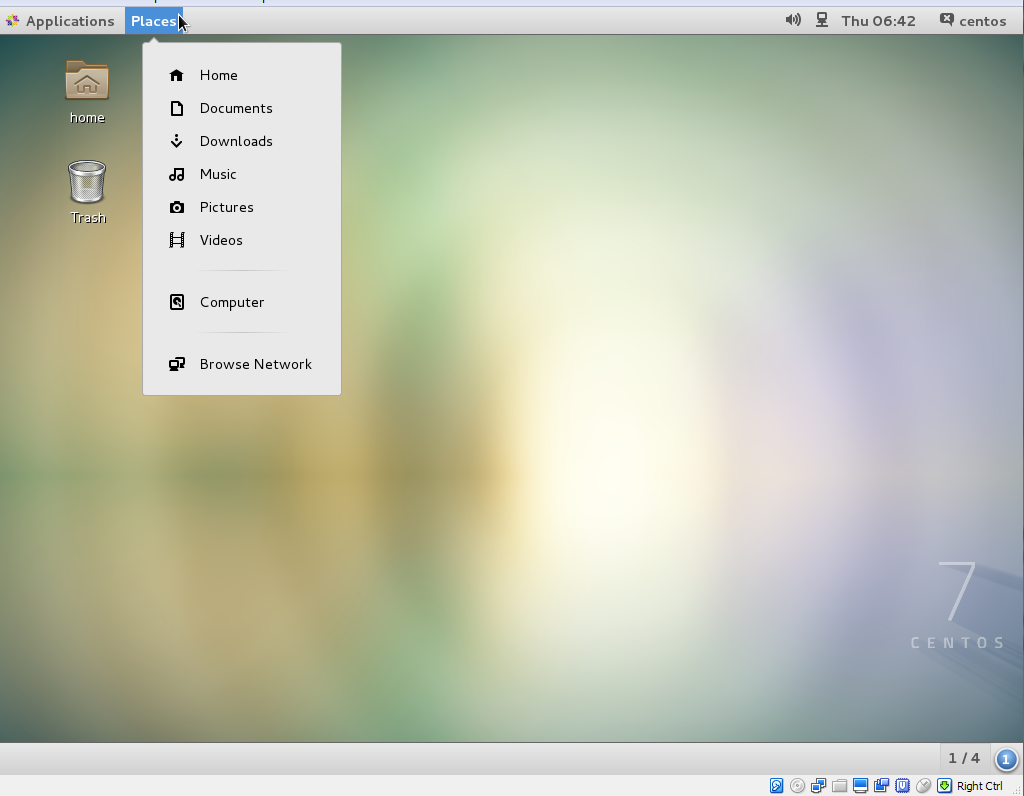 Applications Places Thu 06:42 centos
home
Trash
Home
Documents
Downloads
Music
Pictures
Videos
Computer
Browse Network
7
CENTOS
1 / 4 1
Right Ctrl